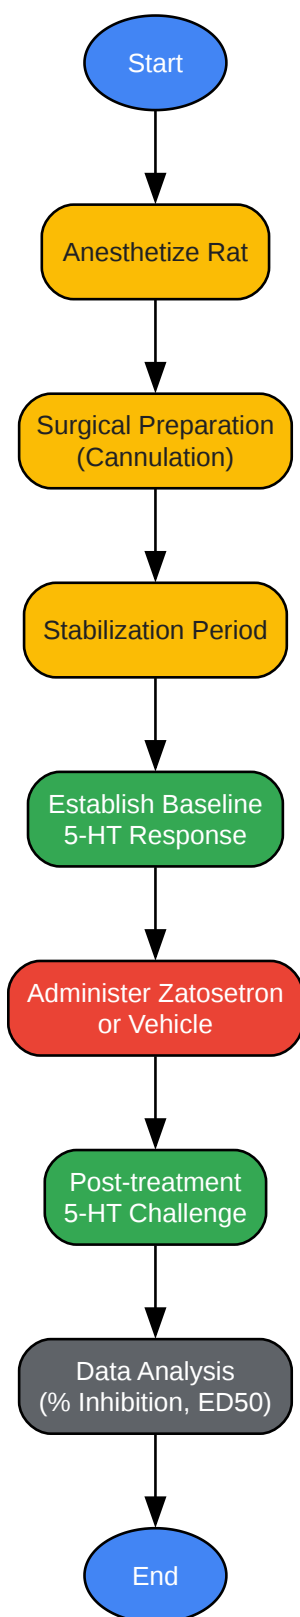 Start
Anesthetize Rat
Surgical Preparation
(Cannulation)
Stabilization Period
Establish Baseline
5-HT Response
Administer Zatosetron
or Vehicle
Post-treatment
5-HT Challenge
Data Analysis
(% Inhibition, ED50)
End